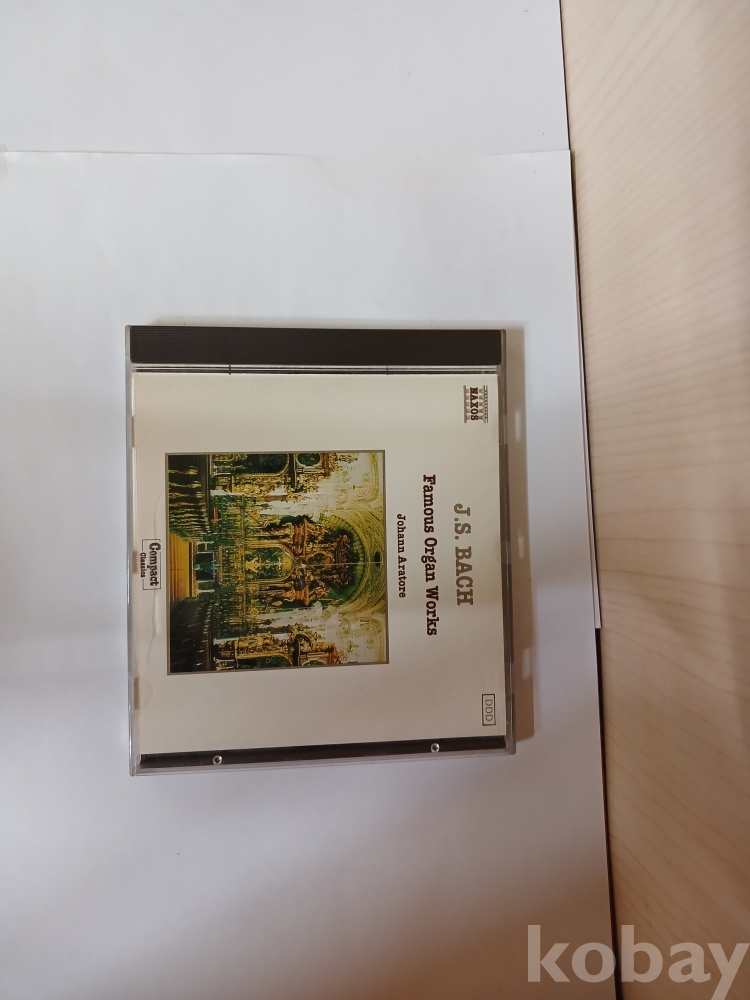 NAXOS
J.S. BACH
Famous Organ Works
Johann Aratore
DDD
Compact
Classics
kobay